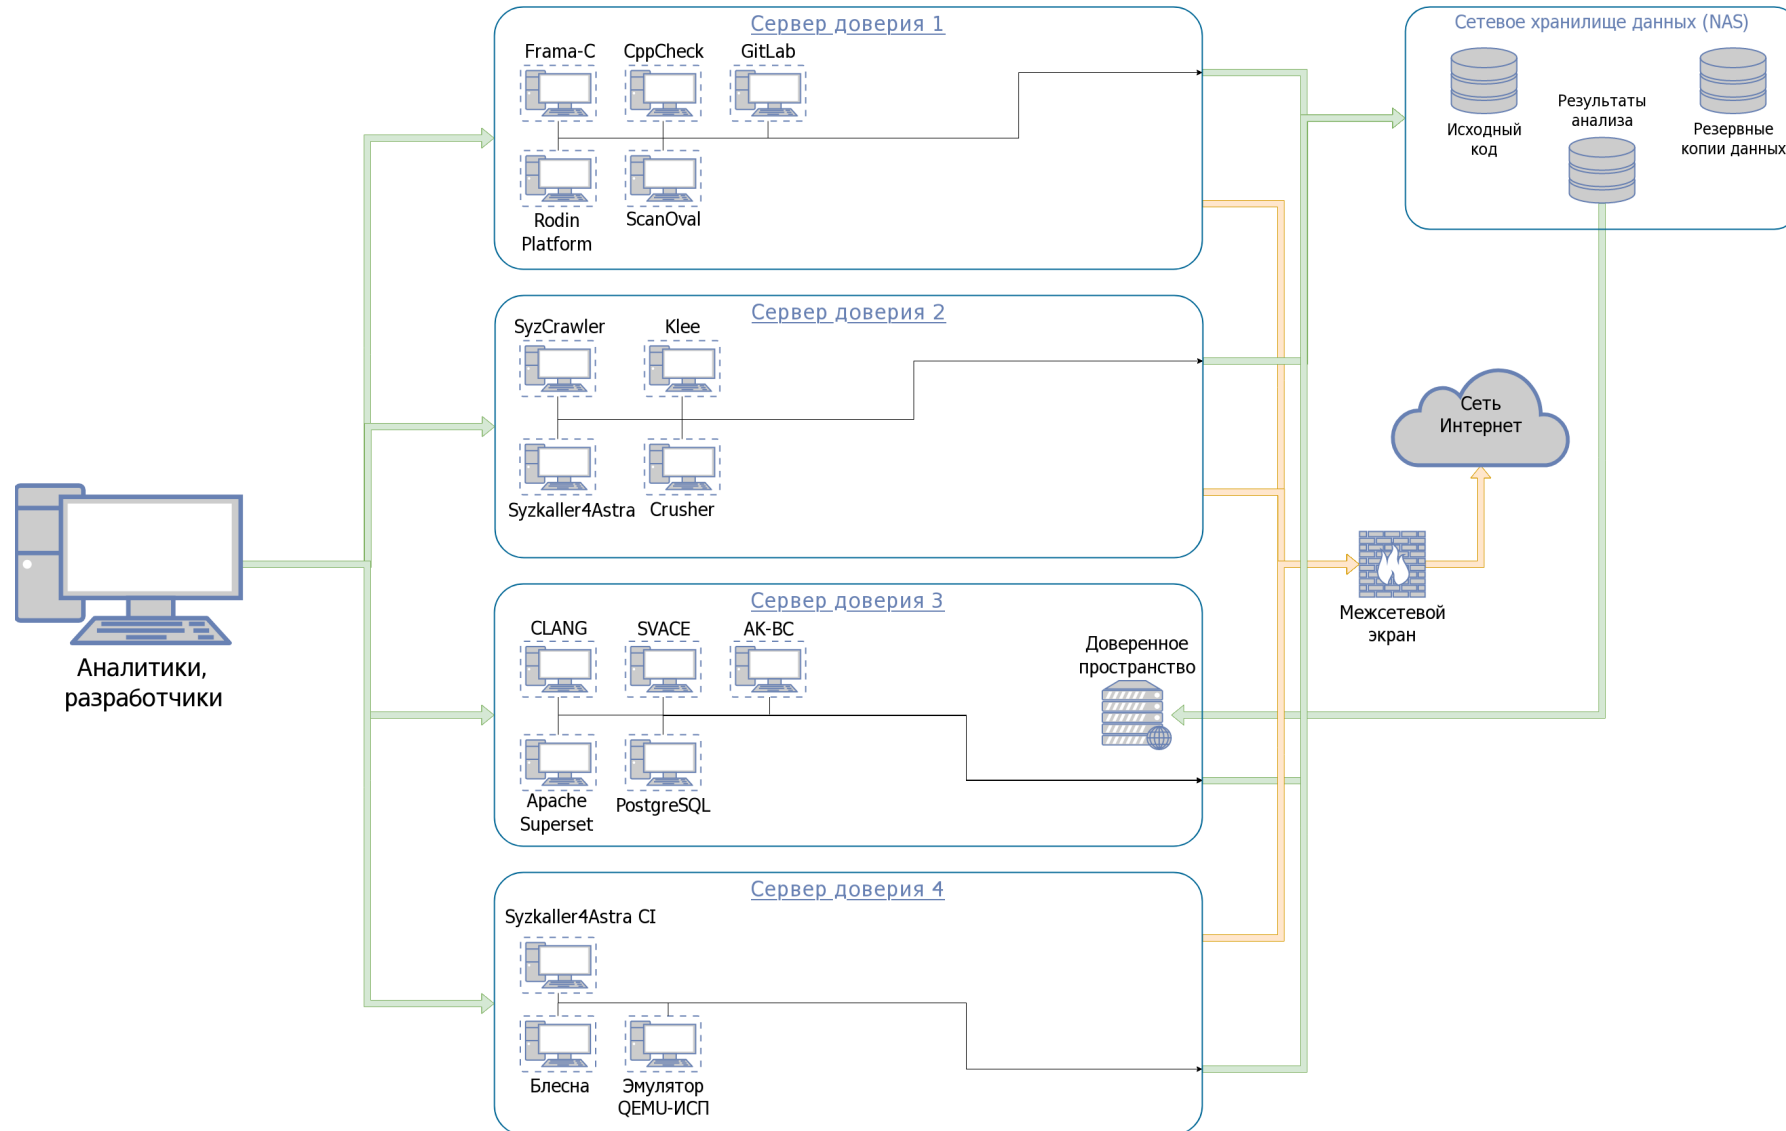 Сервер доверия 1
Frama-C
CppCheck
GitLab
Rodin
Platform
ScanOval
Сервер доверия 2
SyzCrawler
Klee
Syzkaller4Astra
Crusher
Сервер доверия 3
CLANG
SVACE
АК-ВС
Доверенное
пространство
Apache
Superset
PostgreSQL
Сервер доверия 4
Syzkaller4Astra CI
Блесна
Эмулятор
QEMU-ИСП
Аналитики,
разработчики
Сетевое хранилище данных (NAS)
Исходный
код
Результаты
анализа
Резервные
копии данных
Сеть
Интернет
Межсетевой
экран